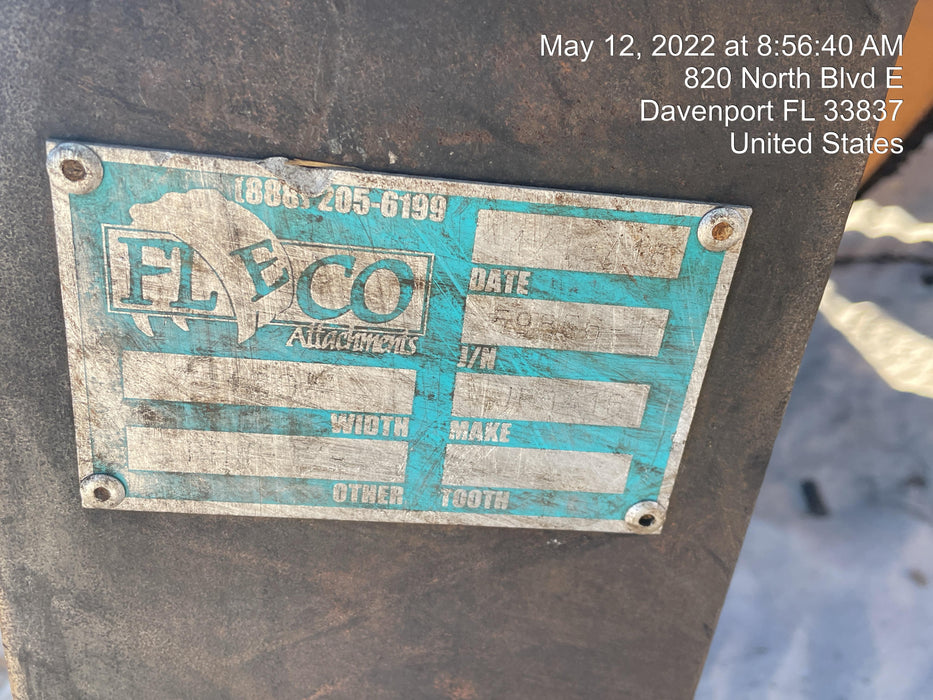 May 12, 2022 at 8:56:40 AM
820 North Blvd E
Davenport FL 33837
United States
(888) 205-6199
FLECO
Attachments
DATE
J/N
WIDTH
MAKE
OTHER
TOOTH